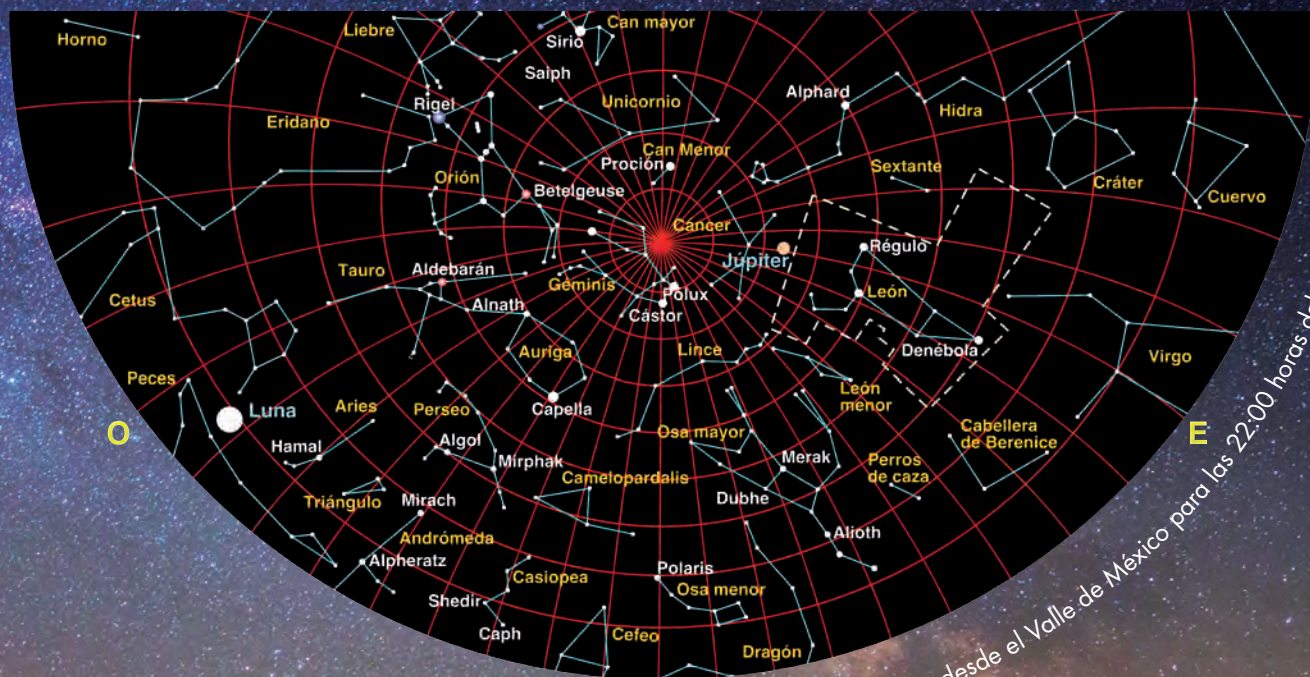 Horno
Liebre
Can mayor
Sirio
Saiph
Rigel
Unicornio
Alphard
Hidra
Eridano
Can Menor
Proción
Sextante
Cráter
Cuervo
Orión
Betelgeuse
Cáncer
Régulo
Júpiter
Tauro
Aldebarán
Géminis
Pólux
León
Cetus
Alnath
Cástor
Auriga
Lince
Denébola
Virgo
Peces
León
menor
Luna
Aries
Perseo
Capella
O
E
Osa mayor
Cabellera
de Berenice
Hamal
Algol
Mirphak
Merak
Perros
de caza
Camelopardalis
Triángulo
Mirach
Dubhe
Alioth
Andrómeda
Alpheratz
Casiopea
Polaris
Osa menor
Shedir
Caph
Cefeo
Dragón
desde el Valle de México para las 22:00 horas